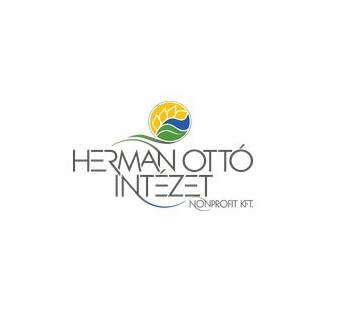 HERMAN OTTÓ
INTÉZET
NONPROFIT KFT.